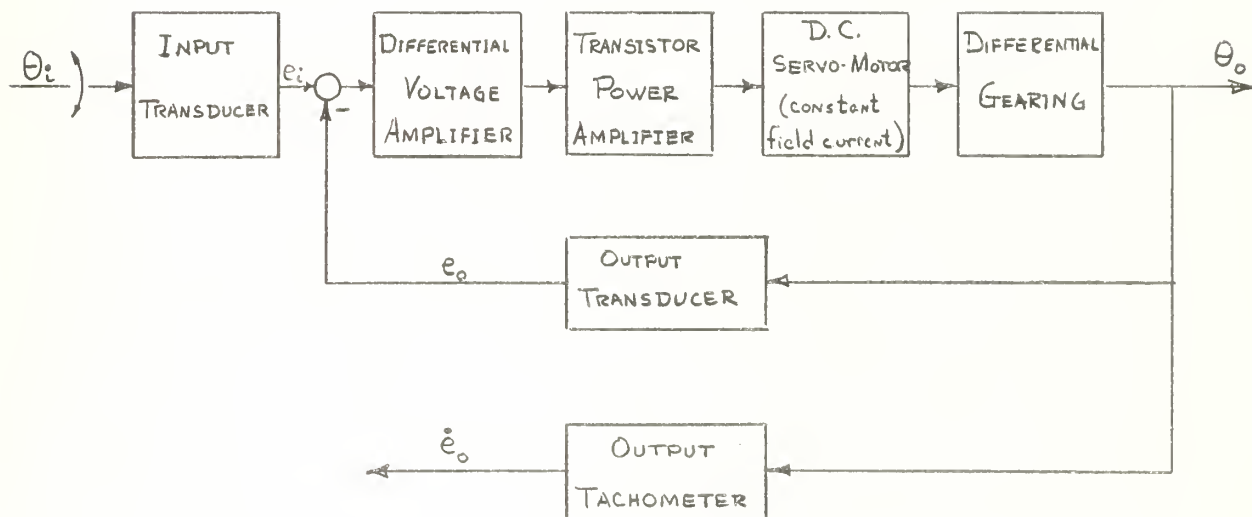 θi
INPUT
TRANSDUCER
ei
-
DIFFERENTIAL
VOLTAGE
AMPLIFIER
TRANSISTOR
POWER
AMPLIFIER
D.C.
SERVO-MOTOR
(constant
field current)
DIFFERENTIAL
GEARING
θo
eo
OUTPUT
TRANSDUCER
ėo
OUTPUT
TACHOMETER